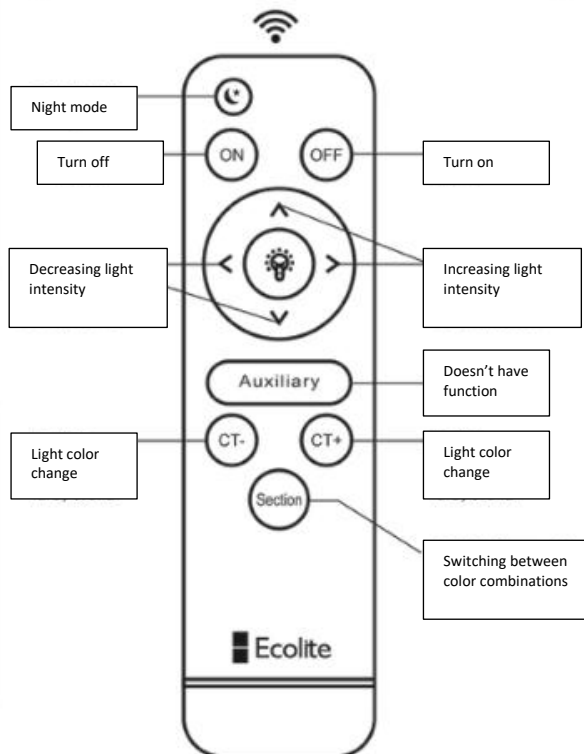 Night mode
Turn off
ON
OFF
Turn on
Decreasing light
intensity
Increasing light
intensity
Auxiliary
Doesn't have
function
CT-
CT+
Light color
change
Light color
change
Section
Switching between
color combinations
Ecolite